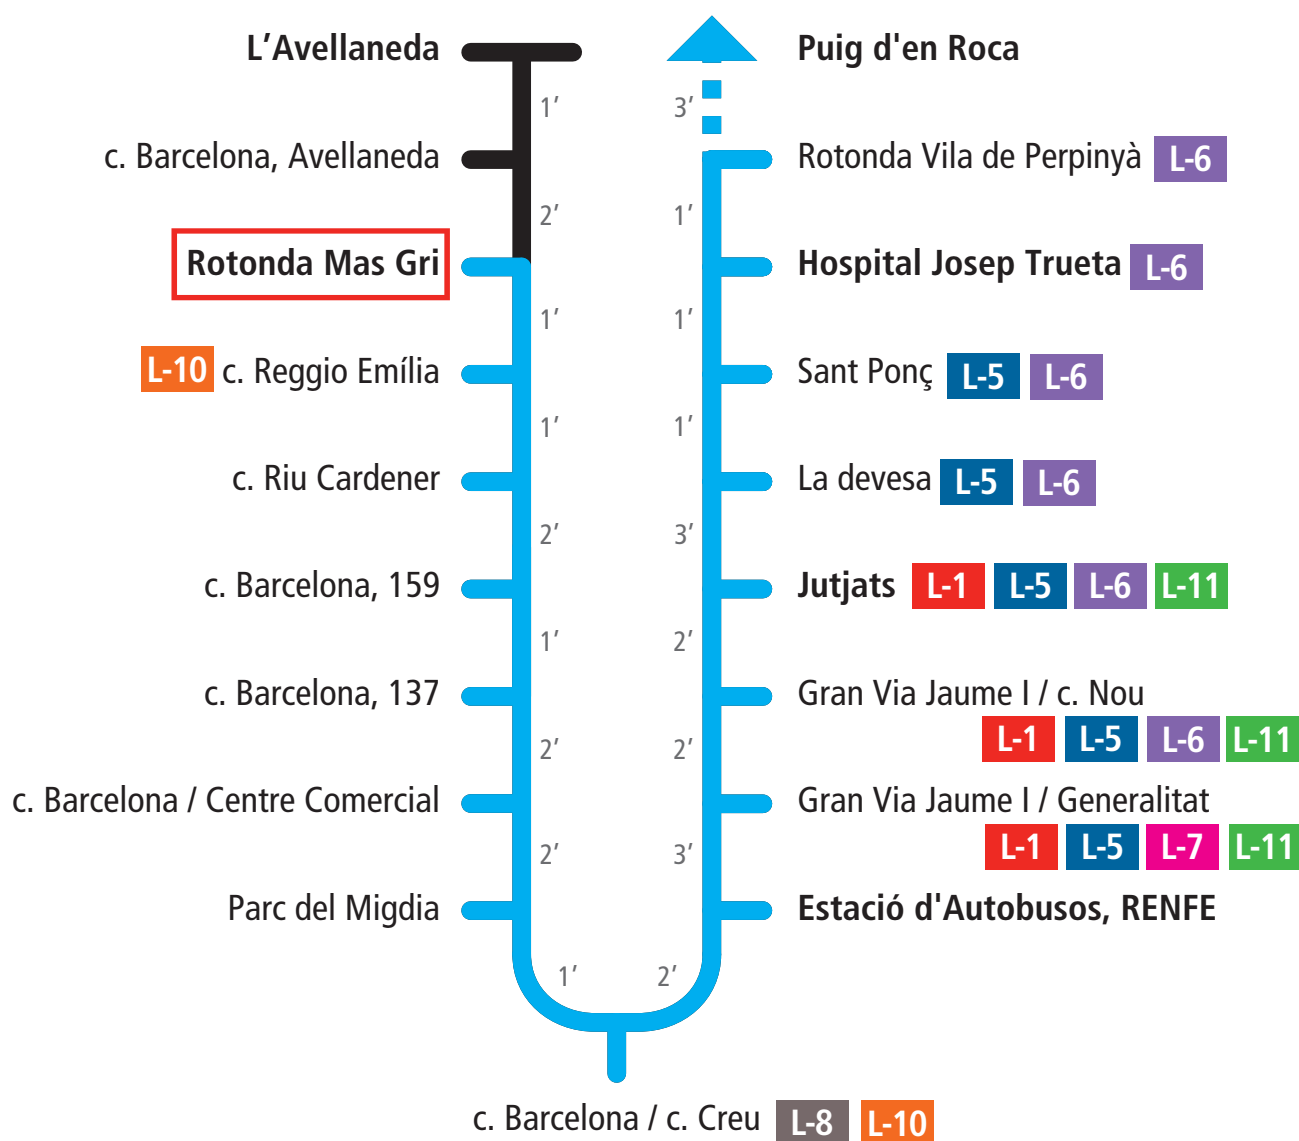 L’Avellaneda
1’
c. Barcelona, Avellaneda
2’
Rotonda Mas Gri
1’
L-10 c. Reggio Emília
1’
c. Riu Cardener
2’
c. Barcelona, 159
1’
c. Barcelona, 137
2’
c. Barcelona / Centre Comercial
2’
Parc del Migdia
1’
c. Barcelona / c. Creu L-8 L-10
2’
Estació d'Autobusos, RENFE
3’
Gran Via Jaume I / Generalitat
L-1 L-5 L-7 L-11
2’
Gran Via Jaume I / c. Nou
L-1 L-5 L-6 L-11
2’
Jutjats L-1 L-5 L-6 L-11
3’
La devesa L-5 L-6
1’
Sant Ponç L-5 L-6
1’
Hospital Josep Trueta L-6
1’
Rotonda Vila de Perpinyà L-6
3’
Puig d'en Roca